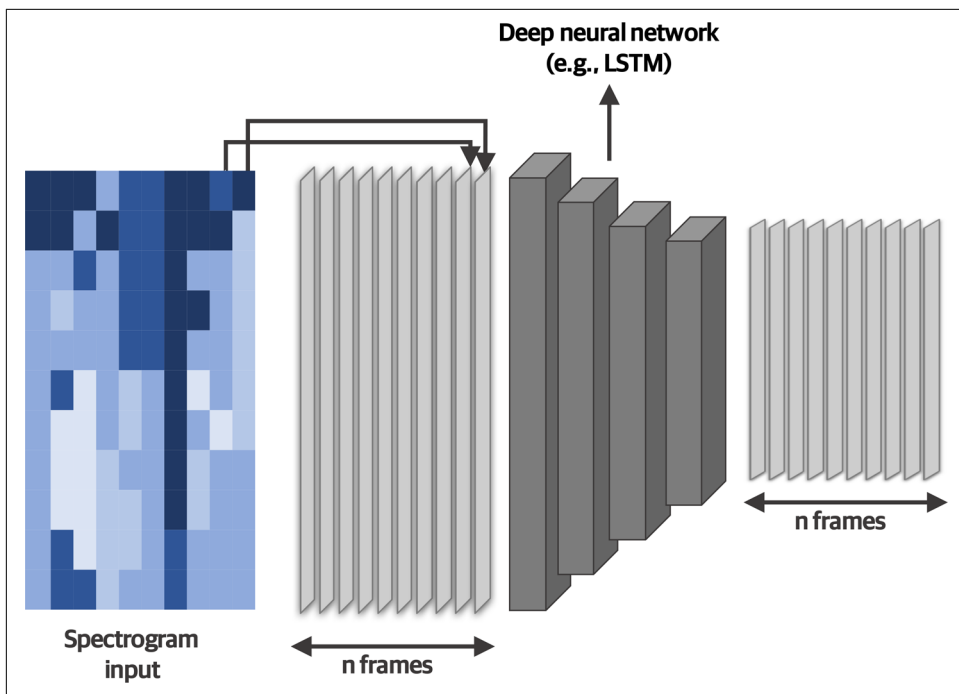 Deep neural network
(e.g., LSTM)
n frames
Spectrogram
input
n frames